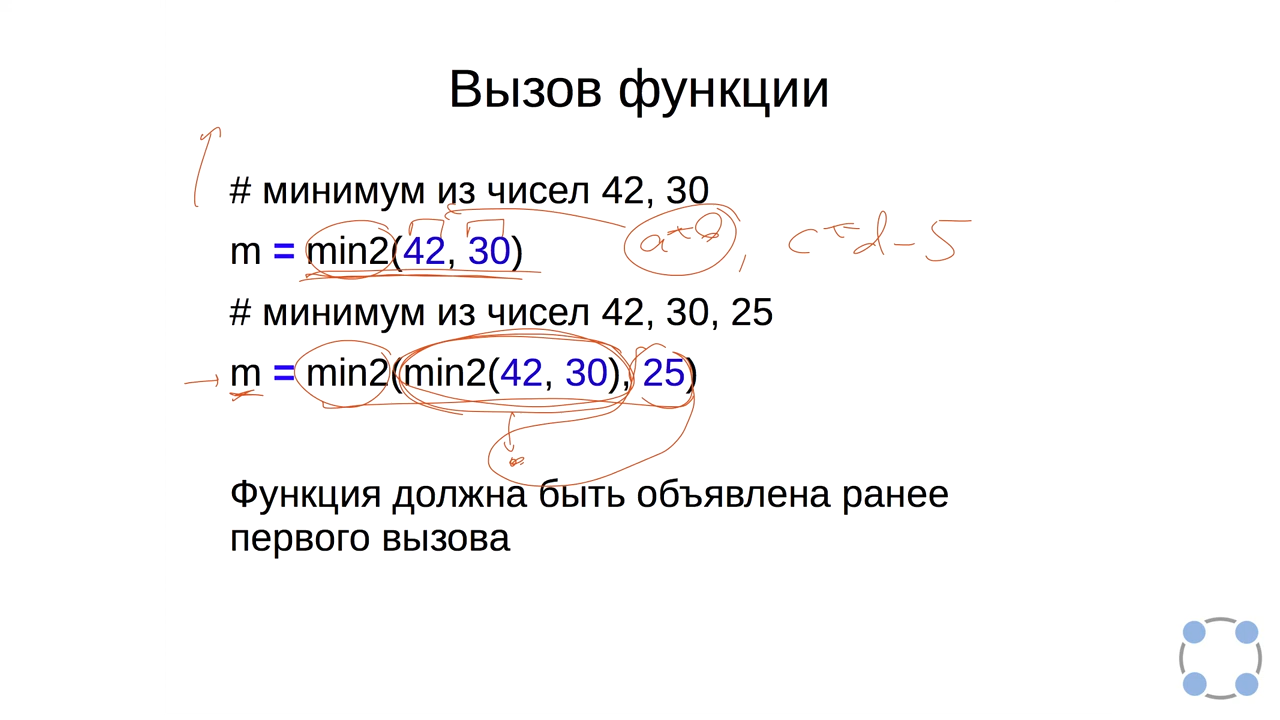 Вызов функции
# минимум из чисел 42, 30
m = min2(42, 30)
a+b, c+d-5
# минимум из чисел 42, 30, 25
m = min2(min2(42, 30), 25)
Функция должна быть объявлена ранее
первого вызова